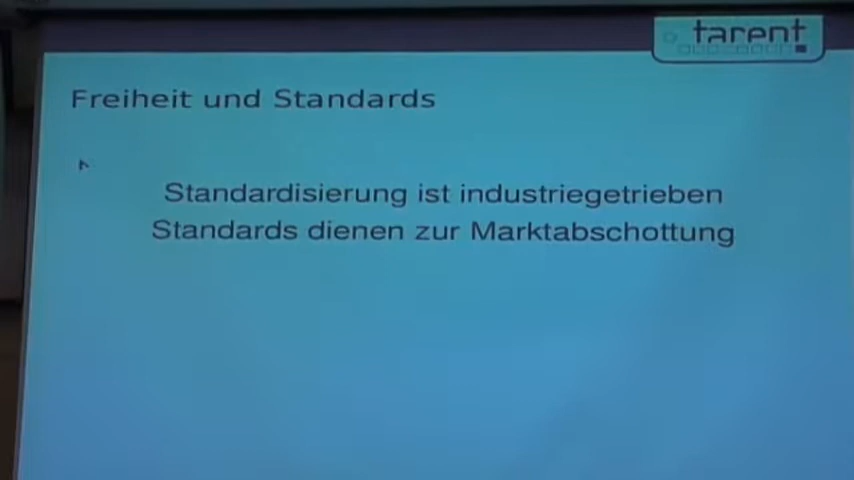 tarent
Freiheit und Standards
Standardisierung ist industriegetrieben
Standards dienen zur Marktabschottung